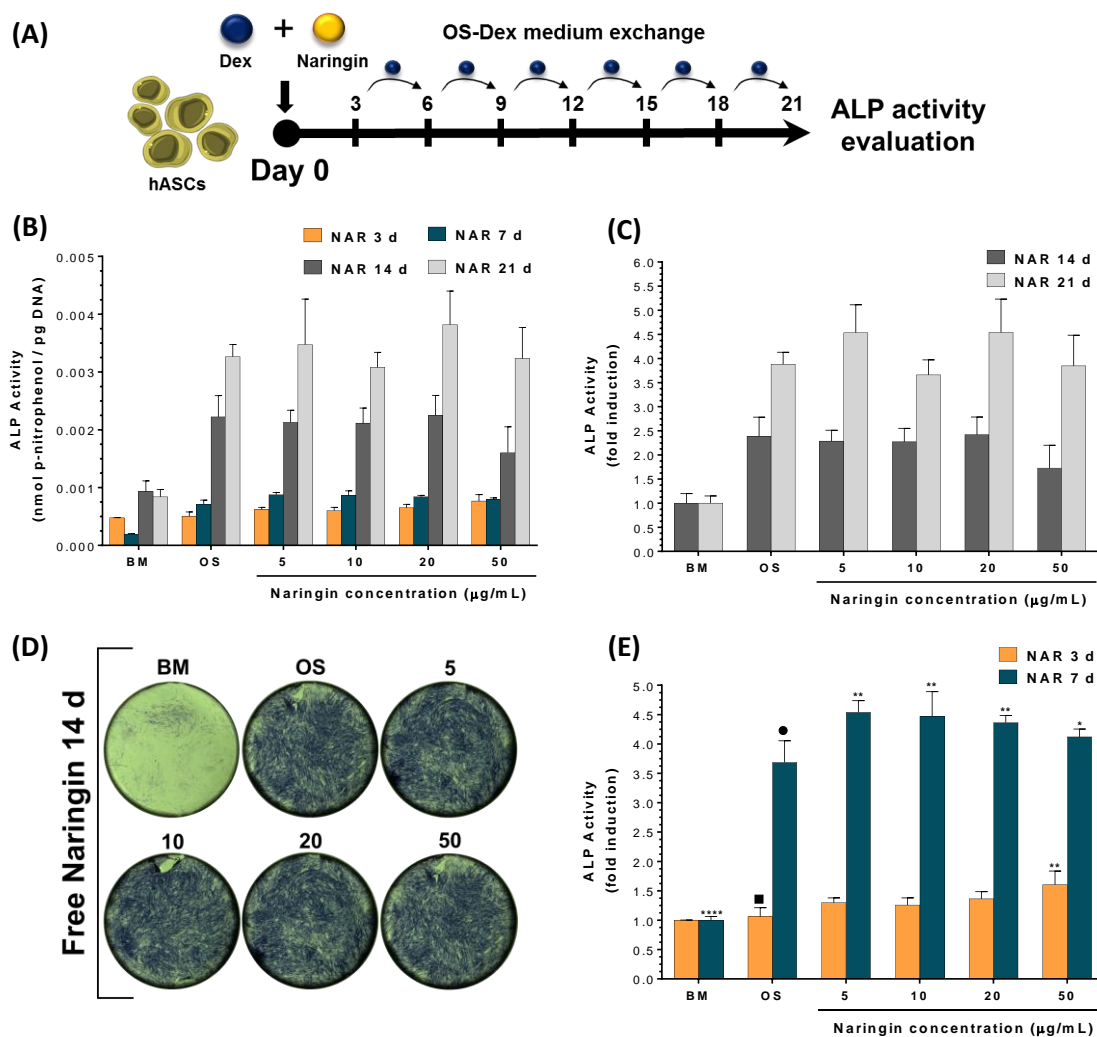 (A)
Dex
+
Naringin
OS-Dex medium exchange
3 6 9 12 15 18 21
hASCs
Day 0
ALP activity
evaluation
(B)
NAR 3 d NAR 7 d
NAR 14 d NAR 21 d
ALP Activity
(nmol p-nitrophenol / pg DNA)
0.005
0.004
0.003
0.002
0.001
0.000
BM OS 5 10 20 50
Naringin concentration (µg/mL)
(C)
NAR 14 d
NAR 21 d
ALP Activity
(fold induction)
6.0
5.5
5.0
4.5
4.0
3.5
3.0
2.5
2.0
1.5
1.0
0.5
0.0
BM OS 5 10 20 50
Naringin concentration (µg/mL)
(D)
Free Naringin 14 d
BM OS 5
10 20 50
(E)
NAR 3 d
NAR 7 d
ALP Activity
(fold induction)
5.0
4.5
4.0
3.5
3.0
2.5
2.0
1.5
1.0
0.5
0.0
**** ■ ● ** ** ** ** *
BM OS 5 10 20 50
Naringin concentration (µg/mL)